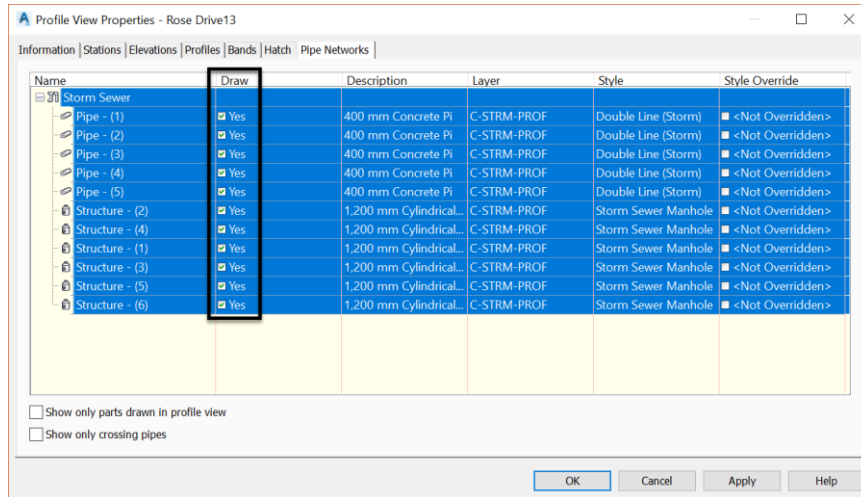 Profile View Properties - Rose Drive13
Information Stations Elevations Profiles Bands Hatch Pipe Networks
Name Draw Description Layer Style Style Override
Storm Sewer
Pipe - (1) Yes 400 mm Concrete Pi C-STRM-PROF Double Line (Storm) <Not Overridden>
Pipe - (2) Yes 400 mm Concrete Pi C-STRM-PROF Double Line (Storm) <Not Overridden>
Pipe - (3) Yes 400 mm Concrete Pi C-STRM-PROF Double Line (Storm) <Not Overridden>
Pipe - (4) Yes 400 mm Concrete Pi C-STRM-PROF Double Line (Storm) <Not Overridden>
Pipe - (5) Yes 400 mm Concrete Pi C-STRM-PROF Double Line (Storm) <Not Overridden>
Structure - (2) Yes 1,200 mm Cylindrical... C-STRM-PROF Storm Sewer Manhole <Not Overridden>
Structure - (4) Yes 1,200 mm Cylindrical... C-STRM-PROF Storm Sewer Manhole <Not Overridden>
Structure - (1) Yes 1,200 mm Cylindrical... C-STRM-PROF Storm Sewer Manhole <Not Overridden>
Structure - (3) Yes 1,200 mm Cylindrical... C-STRM-PROF Storm Sewer Manhole <Not Overridden>
Structure - (5) Yes 1,200 mm Cylindrical... C-STRM-PROF Storm Sewer Manhole <Not Overridden>
Structure - (6) Yes 1,200 mm Cylindrical... C-STRM-PROF Storm Sewer Manhole <Not Overridden>
Show only parts drawn in profile view
Show only crossing pipes
OK Cancel Apply Help